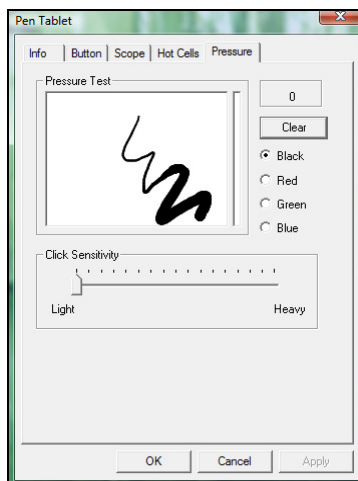 Pen Tablet
Info Button Scope Hot Cells Pressure
Pressure Test
0
Clear
Black
Red
Green
Blue
Click Sensitivity
Light Heavy
OK Cancel Apply